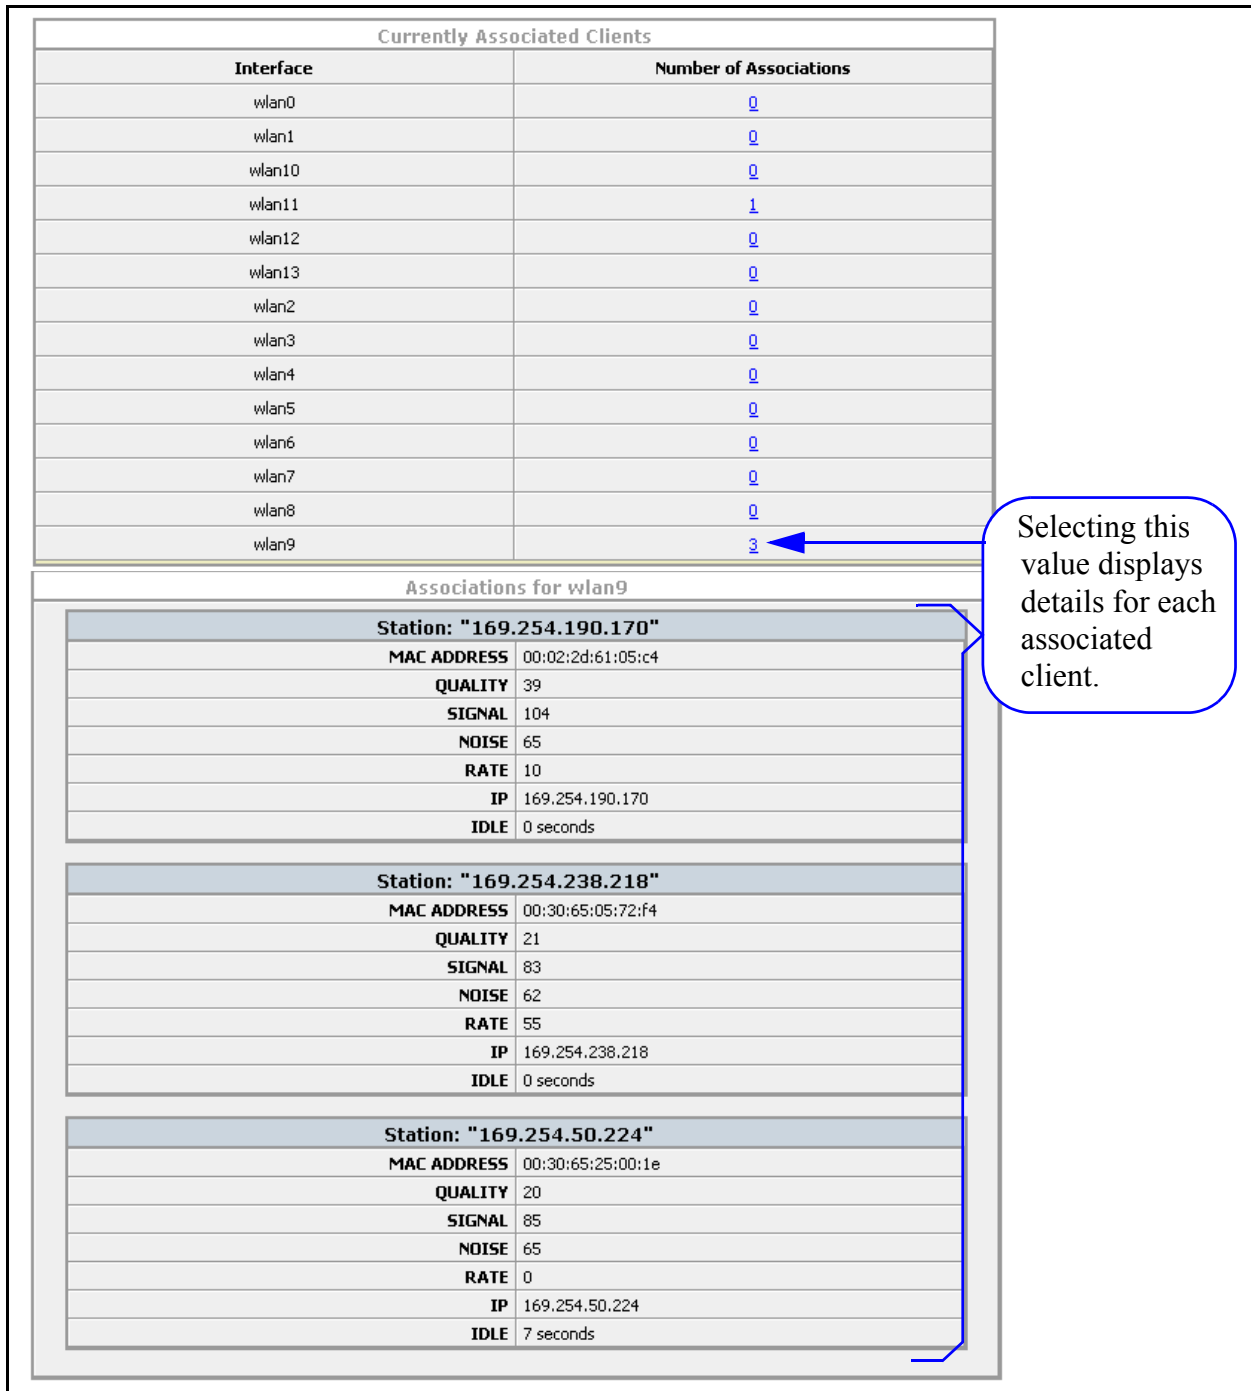 Currently Associated Clients
Interface Number of Associations
wlan0 0
wlan1 0
wlan10 0
wlan11 1
wlan12 0
wlan13 0
wlan2 0
wlan3 0
wlan4 0
wlan5 0
wlan6 0
wlan7 0
wlan8 0
wlan9 3
Selecting this
value displays
details for each
associated
client.
Associations for wlan9
Station: "169.254.190.170"
MAC ADDRESS 00:02:2d:61:05:c4
QUALITY 39
SIGNAL 104
NOISE 65
RATE 10
IP 169.254.190.170
IDLE 0 seconds
Station: "169.254.238.218"
MAC ADDRESS 00:30:65:05:72:f4
QUALITY 21
SIGNAL 83
NOISE 62
RATE 55
IP 169.254.238.218
IDLE 0 seconds
Station: "169.254.50.224"
MAC ADDRESS 00:30:65:25:00:1e
QUALITY 20
SIGNAL 85
NOISE 65
RATE 0
IP 169.254.50.224
IDLE 7 seconds